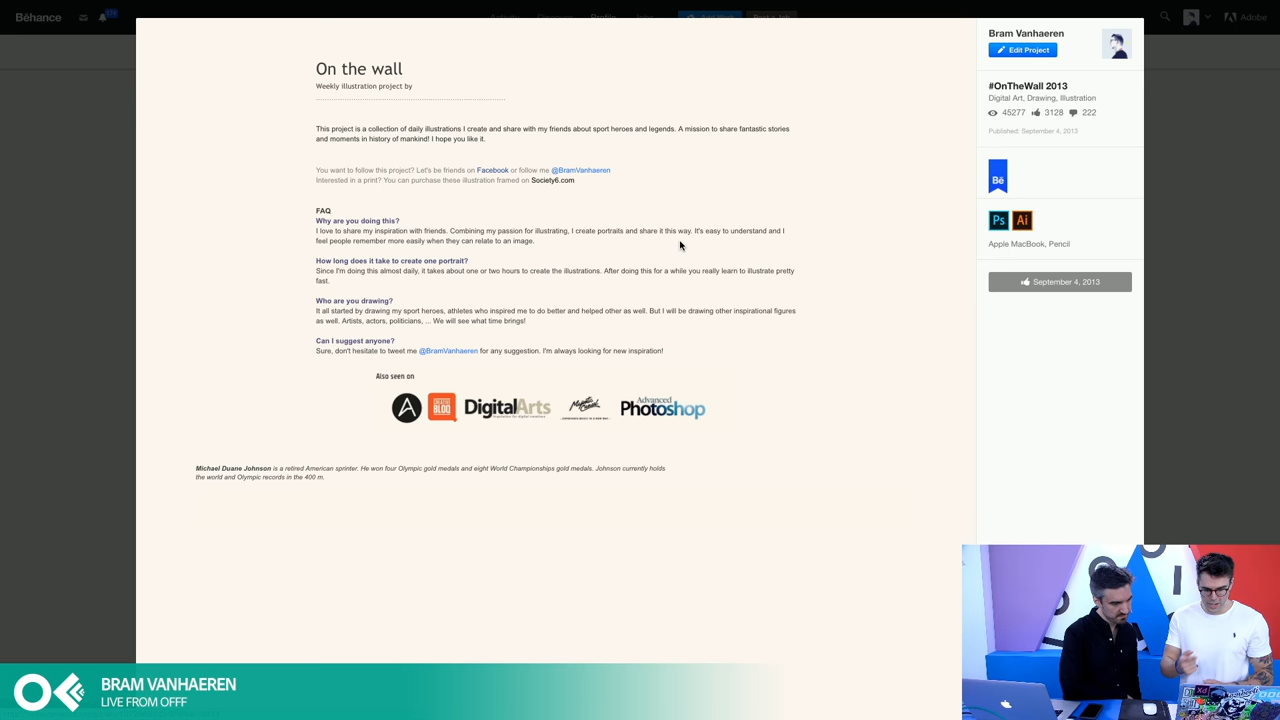 Bēhance
Adobe
Bram Vanhaeren
Edit Project
On the wall
Weekly illustration project by
#OnTheWall 2013
Digital Art, Drawing, Illustration
45277 3128 222
Published: September 4, 2013
This project is a collection of daily illustrations I create and share with my friends about sport heroes and legends. A mission to share fantastic stories
and moments in history of mankind! I hope you like it.
You want to follow this project? Let's be friends on Facebook or follow me @BramVanhaeren
Interested in a print? You can purchase these illustration framed on Society6.com
Bē
Ps Ai
Apple MacBook, Pencil
September 4, 2013
FAQ
Why are you doing this?
I love to share my inspiration with friends. Combining my passion for illustrating, I create portraits and share it this way. It's easy to understand and I
feel people remember more easily when they can relate to an image.
How long does it take to create one portrait?
Since I'm doing this almost daily, it takes about one or two hours to create the illustrations. After doing this for a while you really learn to illustrate pretty
fast.
Who are you drawing?
It all started by drawing my sport heroes, athletes who inspired me to do better and helped other as well. But I will be drawing other inspirational figures
as well. Artists, actors, politicians, ... We will see what time brings!
Can I suggest anyone?
Sure, don't hesitate to tweet me @BramVanhaeren for any suggestion. I'm always looking for new inspiration!
Also seen on
CREATIVE
BLOQ
DigitalArts
Advanced
Photoshop
Michael Duane Johnson is a retired American sprinter. He won four Olympic gold medals and eight World Championships gold medals. Johnson currently holds
the world and Olympic records in the 400 m.
Xd
BRAM VANHAEREN
LIVE FROM OFFF